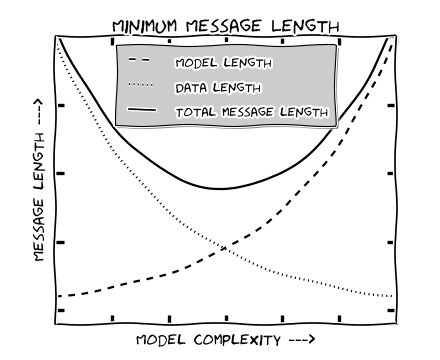 MINIMUM MESSAGE LENGTH
MODEL LENGTH
DATA LENGTH
TOTAL MESSAGE LENGTH
MESSAGE LENGTH --->
MODEL COMPLEXITY --->